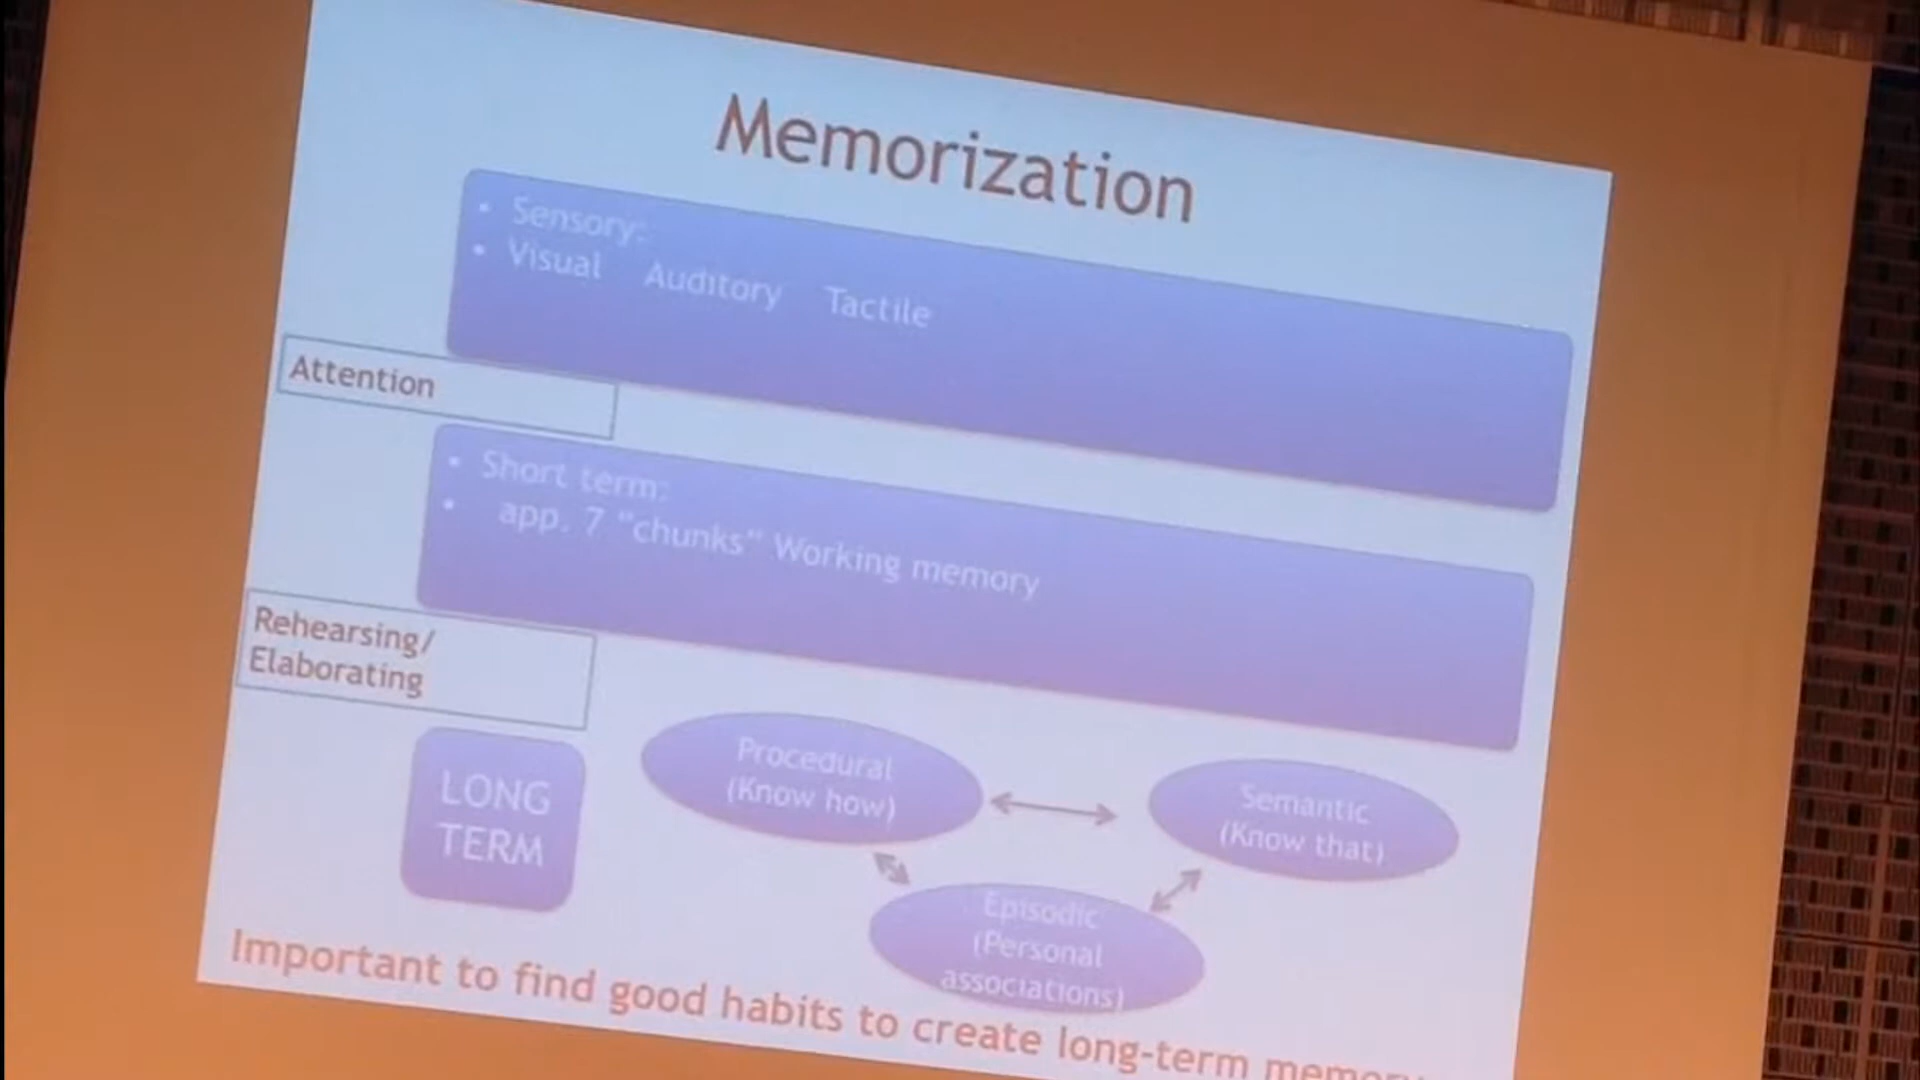 Memorization
• Sensory:
• Visual Auditory Tactile
Attention
• Short term:
• app. 7 "chunks" Working memory
Rehearsing/
Elaborating
LONG
TERM
Procedural
(Know how)
Semantic
(Know that)
Episodic
(Personal
associations)
Important to find good habits to create long-term memory